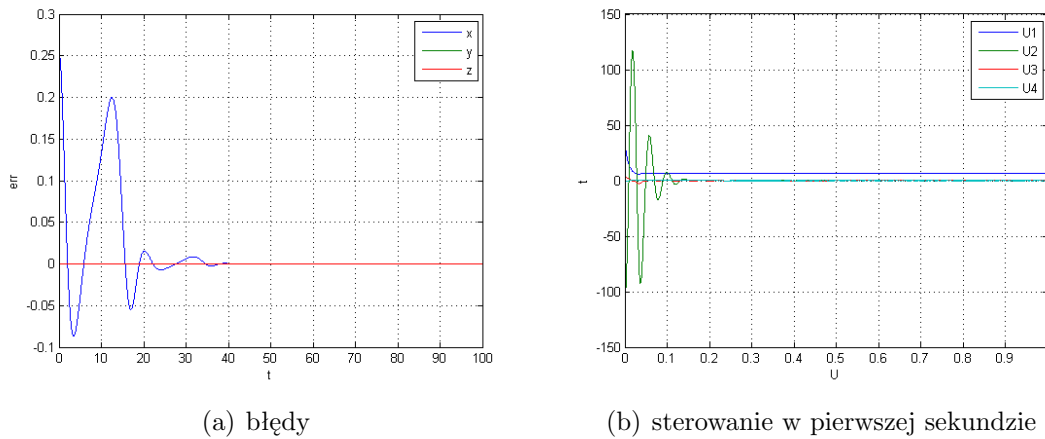 0.3
0.25
0.2
0.15
0.1
0.05
0
-0.05
-0.1
err
0 10 20 30 40 50 60 70 80 90 100
t
x
y
z
(a) błędy
150
100
50
0
-50
-100
-150
t
0 0.1 0.2 0.3 0.4 0.5 0.6 0.7 0.8 0.9
U
U1
U2
U3
U4
(b) sterowanie w pierwszej sekundzie